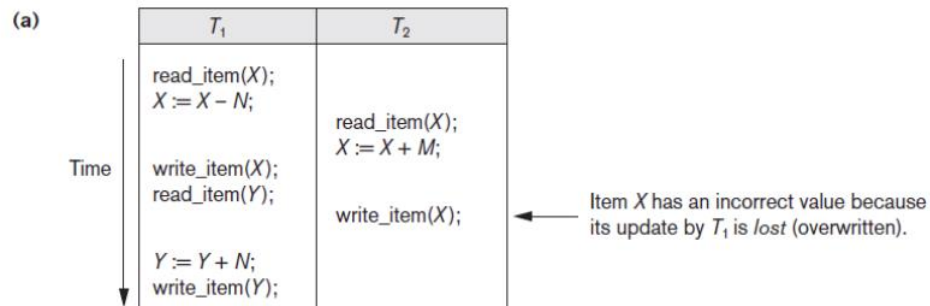 (a)
T1 T2
read_item(X);
X := X – N;
read_item(X);
X := X + M;
Time
write_item(X);
read_item(Y);
write_item(X);
Item X has an incorrect value because
its update by T1 is lost (overwritten).
Y := Y + N;
write_item(Y);